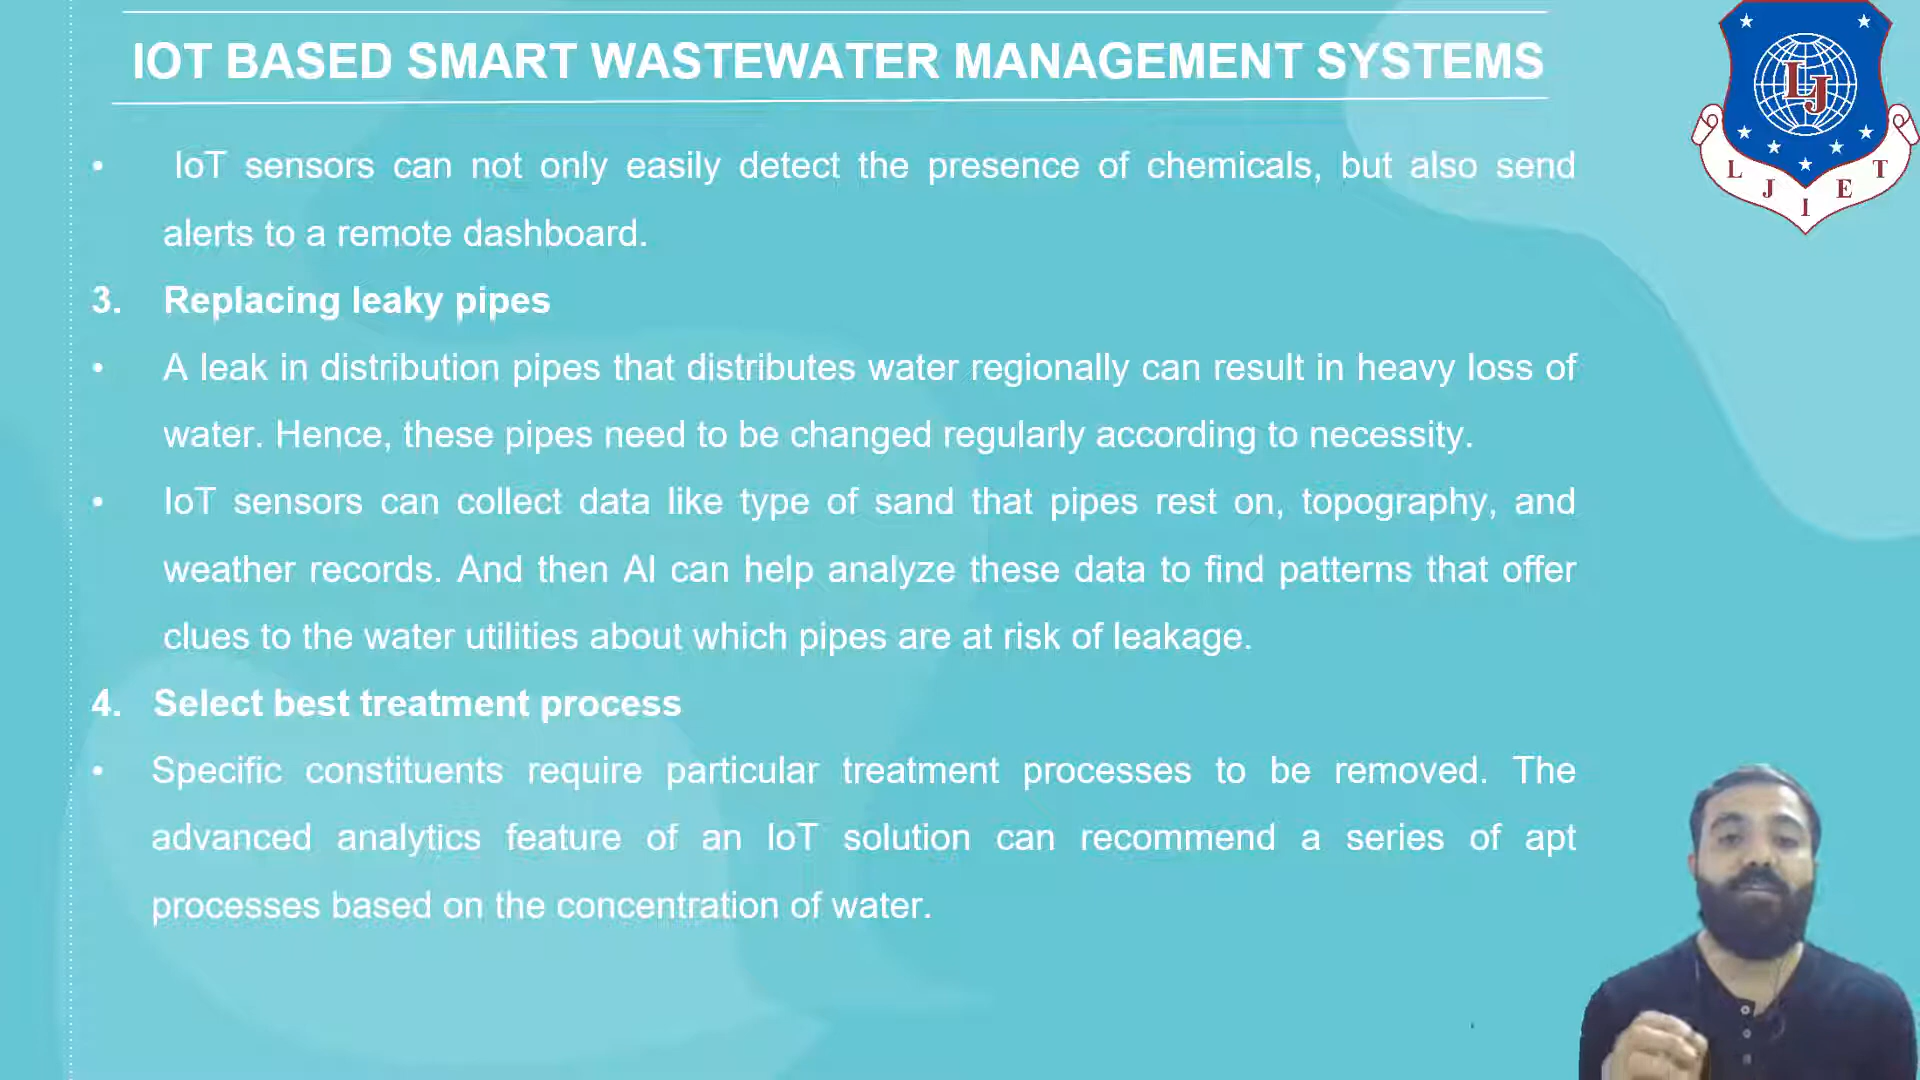 IOT BASED SMART WASTEWATER MANAGEMENT SYSTEMS
• IoT sensors can not only easily detect the presence of chemicals, but also send
alerts to a remote dashboard.
3. Replacing leaky pipes
• A leak in distribution pipes that distributes water regionally can result in heavy loss of
water. Hence, these pipes need to be changed regularly according to necessity.
• IoT sensors can collect data like type of sand that pipes rest on, topography, and
weather records. And then AI can help analyze these data to find patterns that offer
clues to the water utilities about which pipes are at risk of leakage.
4. Select best treatment process
• Specific constituents require particular treatment processes to be removed. The
advanced analytics feature of an IoT solution can recommend a series of apt
processes based on the concentration of water.
LJ
L J I E T